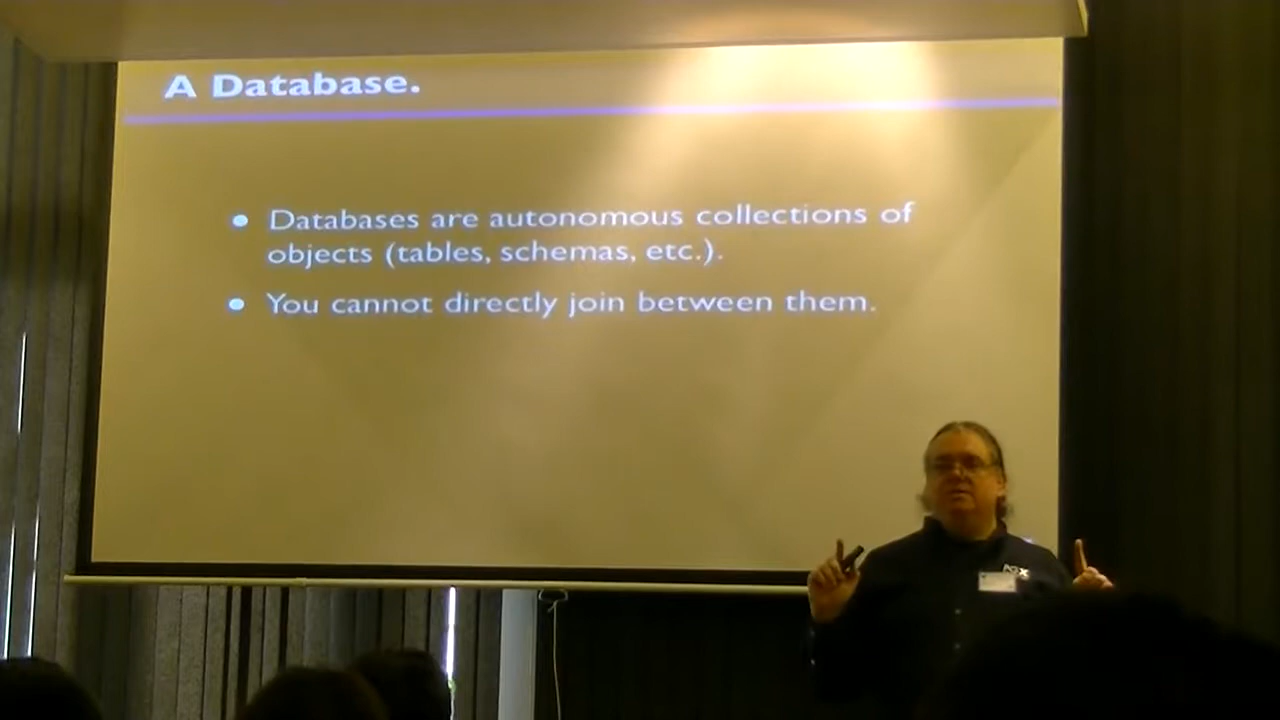 A Database.
• Databases are autonomous collections of
objects (tables, schemas, etc.).
• You cannot directly join between them.